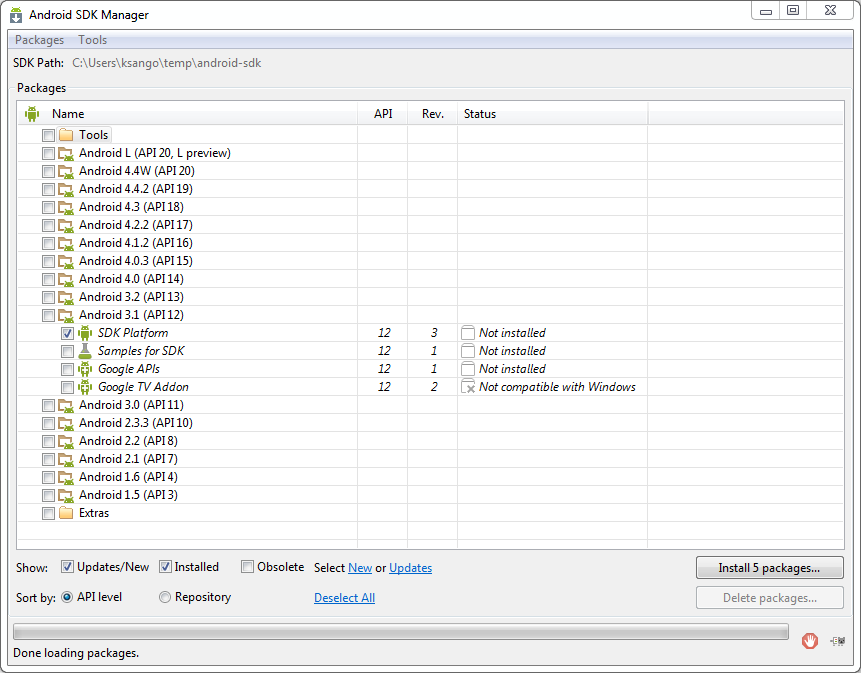 Android SDK Manager
Packages Tools
SDK Path: C:\Users\ksango\temp\android-sdk
Packages
Name API Rev. Status
Tools
Android L (API 20, L preview)
Android 4.4W (API 20)
Android 4.4.2 (API 19)
Android 4.3 (API 18)
Android 4.2.2 (API 17)
Android 4.1.2 (API 16)
Android 4.0.3 (API 15)
Android 4.0 (API 14)
Android 3.2 (API 13)
Android 3.1 (API 12)
SDK Platform 12 3 Not installed
Samples for SDK 12 1 Not installed
Google APIs 12 1 Not installed
Google TV Addon 12 2 Not compatible with Windows
Android 3.0 (API 11)
Android 2.3.3 (API 10)
Android 2.2 (API 8)
Android 2.1 (API 7)
Android 1.6 (API 4)
Android 1.5 (API 3)
Extras
Show: Updates/New Installed Obsolete Select New or Updates Install 5 packages...
Sort by: API level Repository Deselect All Delete packages...
Done loading packages.